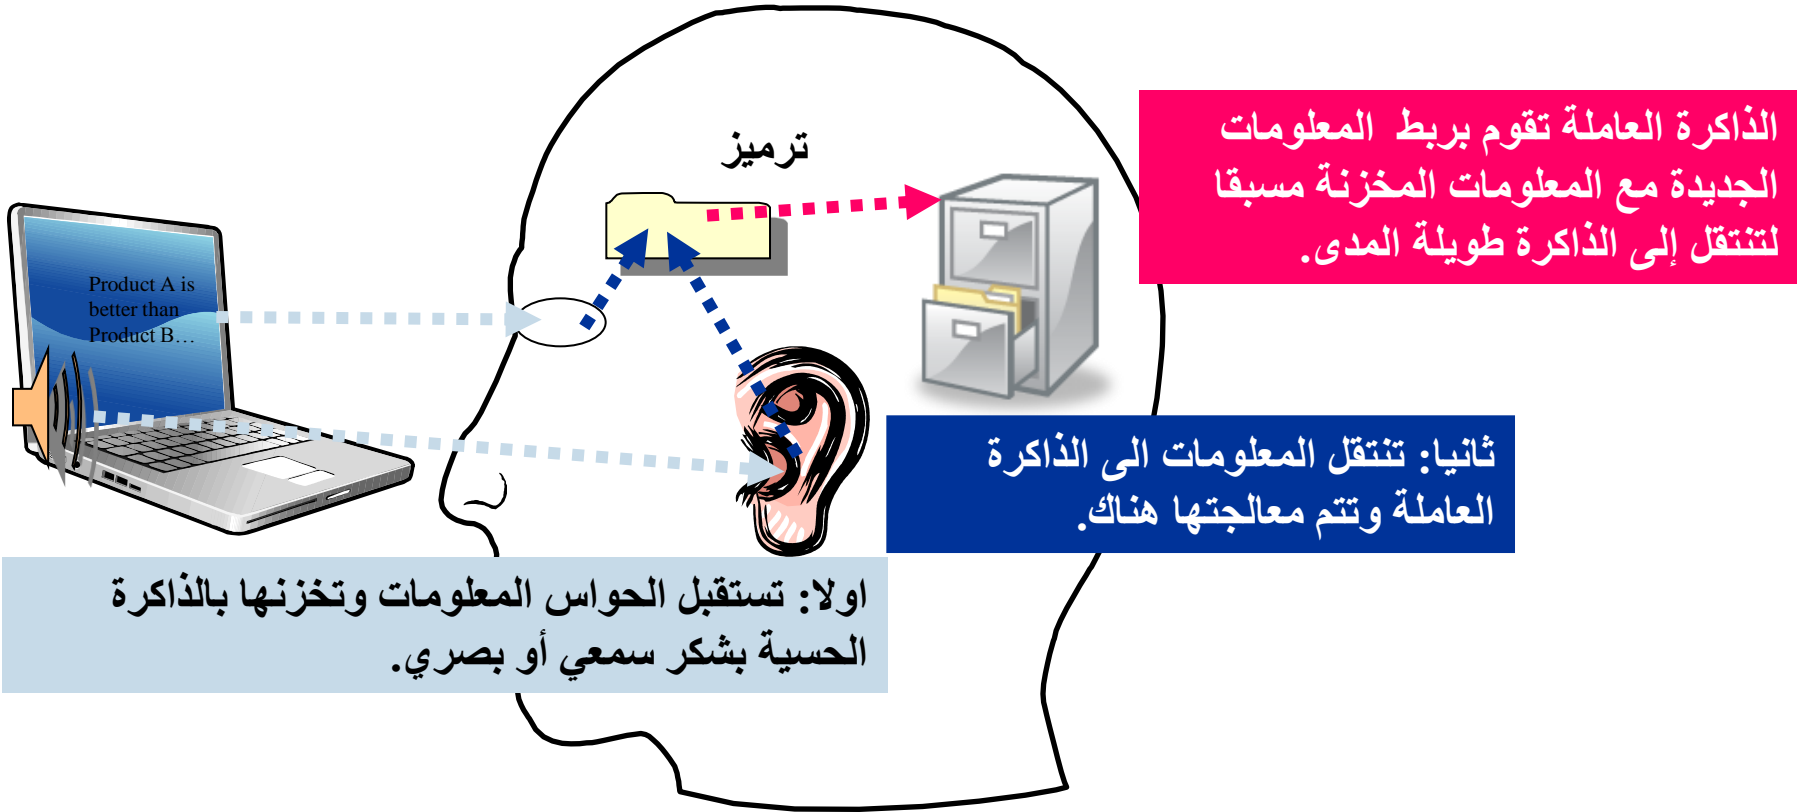 ترميز
الذاكرة العاملة تقوم بربط المعلومات
الجديدة مع المعلومات المخزنة مسبقا
لتنتقل إلى الذاكرة طويلة المدى.
Product A is
better than
Product B…
ثانيا: تنتقل المعلومات الى الذاكرة
العاملة وتتم معالجتها هناك.
اولا: تستقبل الحواس المعلومات وتخزنها بالذاكرة
الحسية بشكر سمعي أو بصري.